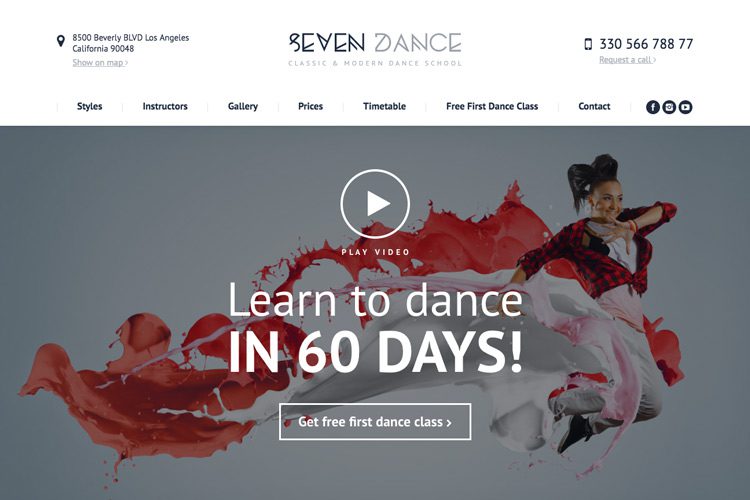 8500 Beverly BLVD Los Angeles
California 90048
Show on map ›
SEVEN DANCE
CLASSIC & MODERN DANCE SCHOOL
330 566 788 77
Request a call ›
Styles
Instructors
Gallery
Prices
Timetable
Free First Dance Class
Contact
PLAY VIDEO
Learn to dance
IN 60 DAYS!
Get free first dance class ›